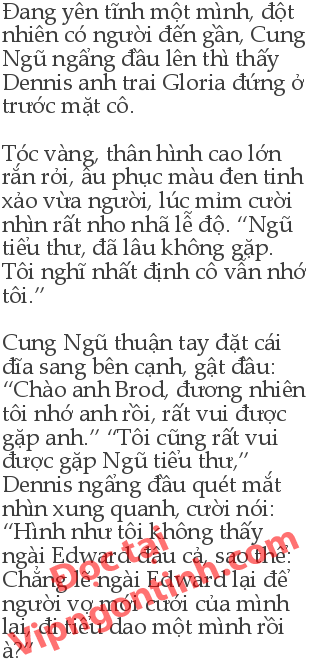 Đang yên tĩnh một mình, đột
nhiên có người đến gần, Cung
Ngũ ngẩng đầu lên thì thấy
Dennis anh trai Gloria đứng ở
trước mặt cô.
Tóc vàng, thân hình cao lớn
rắn rỏi, âu phục màu đen tinh
xảo vừa người, lúc mỉm cười
nhìn rất nho nhã lễ độ. “Ngũ
tiểu thư, đã lâu không gặp.
Tôi nghĩ nhất định cô vẫn nhớ
tôi.”
Cung Ngũ thuận tay đặt cái
đĩa sang bên cạnh, gật đầu:
“Chào anh Brod, đương nhiên
tôi nhớ anh rồi, rất vui được
gặp anh.” “Tôi cũng rất vui
được gặp Ngũ tiểu thư,”
Dennis ngẩng đầu quét mắt
nhìn xung quanh, cười nói:
“Hình như tôi không thấy
ngài Edward đâu cả, sao thế?
Chẳng lẽ ngài Edward lại để
người vợ mới cưới của mình
lại, đi tiêu dao một mình rồi
à?”
Đọc tại
Vipngontinh.com